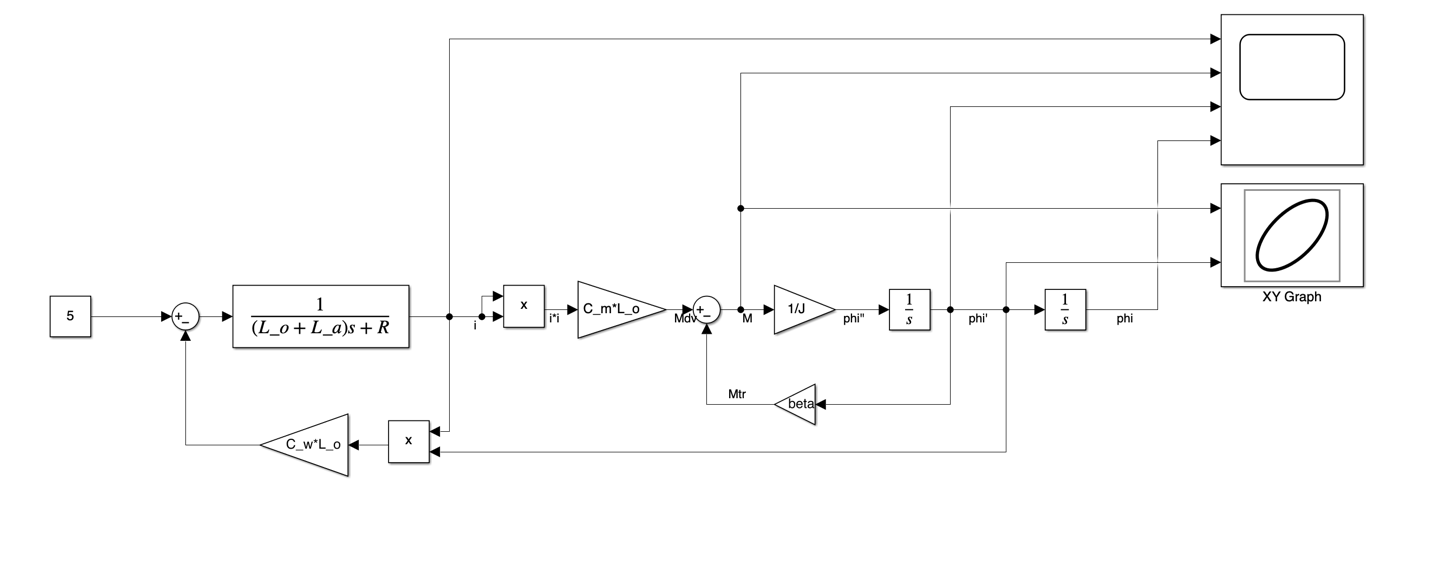 5
+
−
1
(L_o + L_a)s + R
i
x
i*i
C_m*L_o
Mdv
+
−
M
1/J
phi"
1
s
phi'
1
s
phi
XY Graph
Mtr
beta
C_w*L_o
x